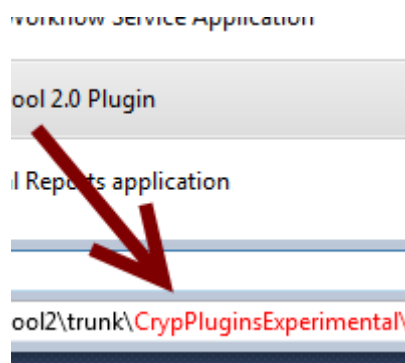 Workflow Service Application
ool 2.0 Plugin
l Reports application
ool2\trunk\CrypPluginsExperimental\